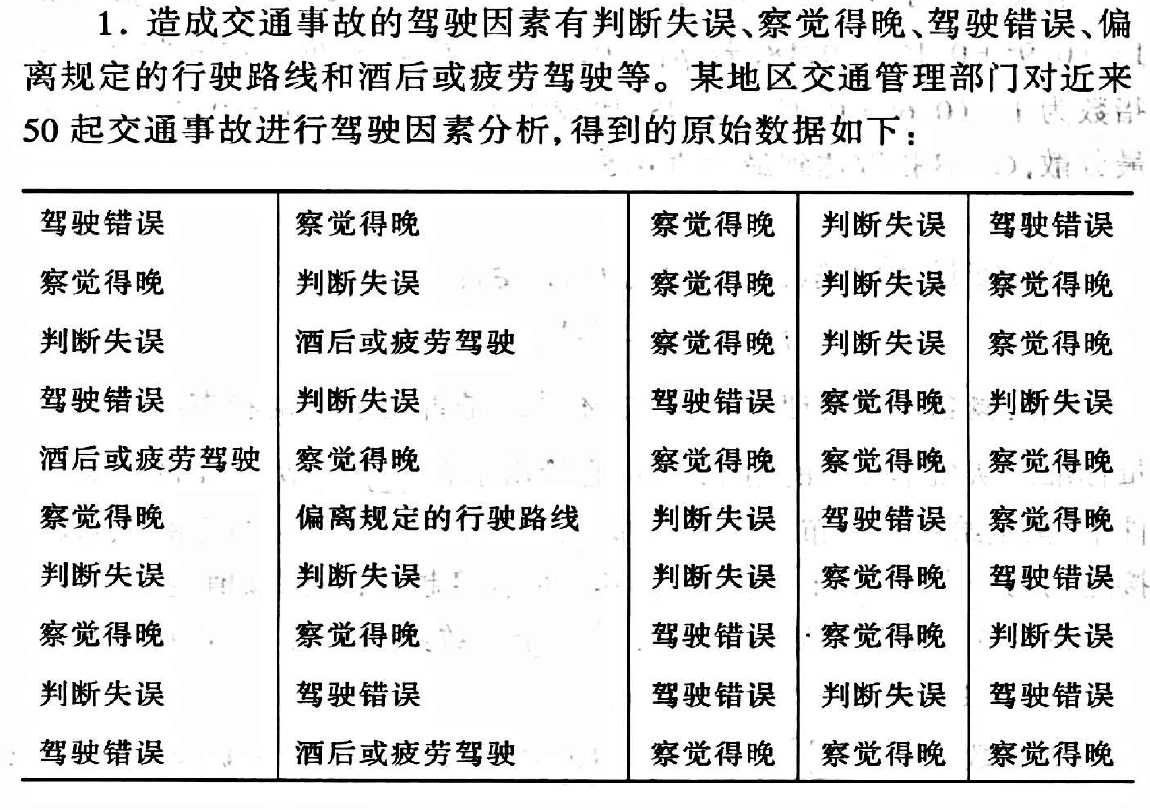 1. 造成交通事故的驾驶因素有判断失误、察觉得晚、驾驶错误、偏
离规定的行驶路线和酒后或疲劳驾驶等。某地区交通管理部门对近来
50 起交通事故进行驾驶因素分析,得到的原始数据如下:
驾驶错误 察觉得晚 察觉得晚 判断失误 驾驶错误
察觉得晚 判断失误 察觉得晚 判断失误 察觉得晚
判断失误 酒后或疲劳驾驶 察觉得晚 判断失误 察觉得晚
驾驶错误 判断失误 驾驶错误 察觉得晚 判断失误
酒后或疲劳驾驶 察觉得晚 察觉得晚 察觉得晚 察觉得晚
察觉得晚 偏离规定的行驶路线 判断失误 驾驶错误 察觉得晚
判断失误 判断失误 判断失误 察觉得晚 驾驶错误
察觉得晚 察觉得晚 驾驶错误 察觉得晚 判断失误
判断失误 驾驶错误 驾驶错误 判断失误 驾驶错误
驾驶错误 酒后或疲劳驾驶 察觉得晚 察觉得晚 察觉得晚